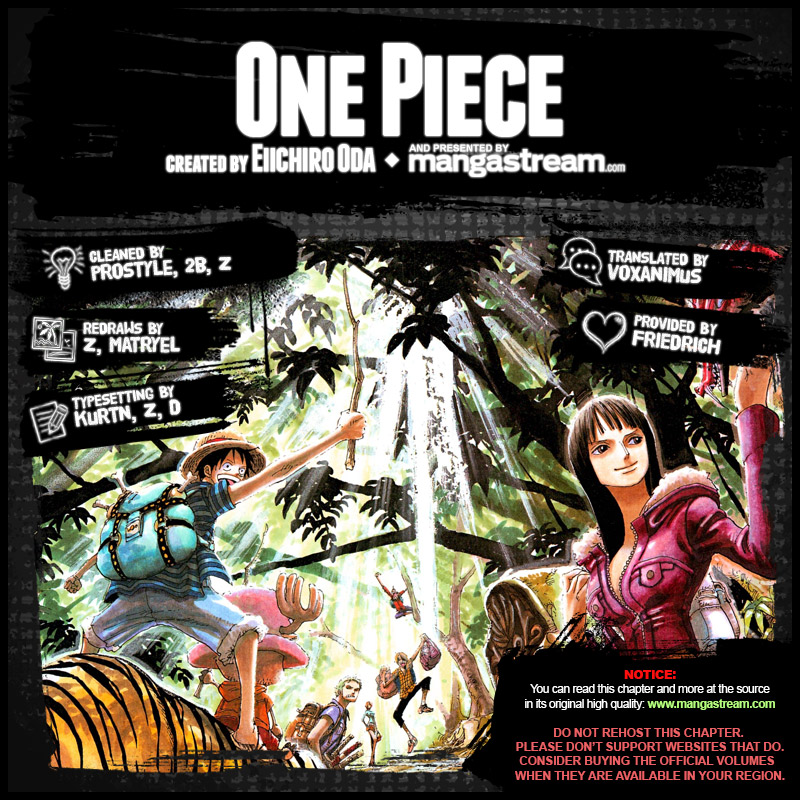 ONE PIECE
CREATED BY EIICHIRO ODA ◆ AND PRESENTED BY mangastream.com
CLEANED BY
PROSTYLE, 2B, Z
REDRAWS BY
Z, MATRYEL
TYPESETTING BY
KURTN, Z, D
TRANSLATED BY
VOXANIMUS
PROVIDED BY
FRIEDRICH
NOTICE:
You can read this chapter and more at the source
in its original high quality: www.mangastream.com
DO NOT REHOST THIS CHAPTER.
PLEASE DON'T SUPPORT WEBSITES THAT DO.
CONSIDER BUYING THE OFFICIAL VOLUMES
WHEN THEY ARE AVAILABLE IN YOUR REGION.